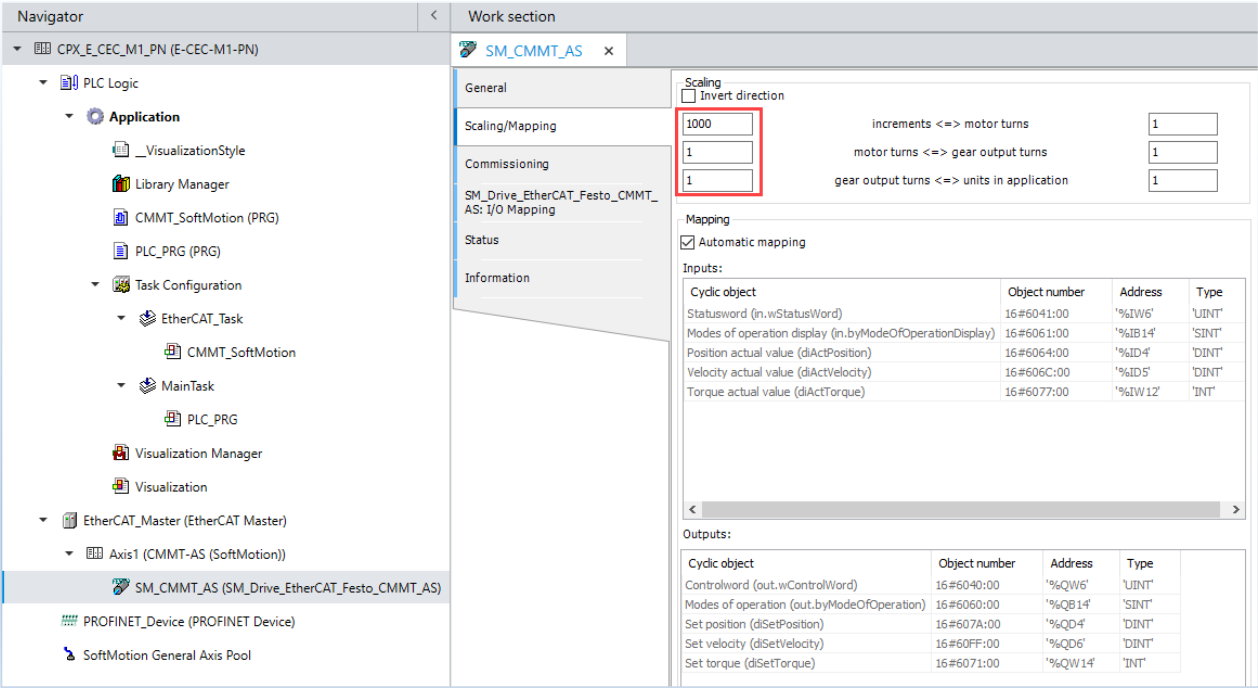 Navigator
<
Work section
CPX_E_CEC_M1_PN (E-CEC-M1-PN)
PLC Logic
Application
__VisualizationStyle
Library Manager
CMMT_SoftMotion (PRG)
PLC_PRG (PRG)
Task Configuration
EtherCAT_Task
CMMT_SoftMotion
MainTask
PLC_PRG
Visualization Manager
Visualization
EtherCAT_Master (EtherCAT Master)
Axis1 (CMMT-AS (SoftMotion))
SM_CMMT_AS (SM_Drive_EtherCAT_Festo_CMMT_AS)
PROFINET_Device (PROFINET Device)
SoftMotion General Axis Pool
SM_CMMT_AS ×
General
Scaling/Mapping
Commissioning
SM_Drive_EtherCAT_Festo_CMMT_
AS: I/O Mapping
Status
Information
Scaling
Invert direction
1000 increments <=> motor turns 1
1 motor turns <=> gear output turns 1
1 gear output turns <=> units in application 1
Mapping
Automatic mapping
Inputs:
Cyclic object Object number Address Type
Statusword (in.wStatusWord) 16#6041:00 '%IW6' 'UINT'
Modes of operation display (in.byModeOfOperationDisplay) 16#6061:00 '%IB14' 'SINT'
Position actual value (diActPosition) 16#6064:00 '%ID4' 'DINT'
Velocity actual value (diActVelocity) 16#606C:00 '%ID5' 'DINT'
Torque actual value (diActTorque) 16#6077:00 '%IW12' 'INT'
Outputs:
Cyclic object Object number Address Type
Controlword (out.wControlWord) 16#6040:00 '%QW6' 'UINT'
Modes of operation (out.byModeOfOperation) 16#6060:00 '%QB14' 'SINT'
Set position (diSetPosition) 16#607A:00 '%QD4' 'DINT'
Set velocity (diSetVelocity) 16#60FF:00 '%QD6' 'DINT'
Set torque (diSetTorque) 16#6071:00 '%QW14' 'INT'